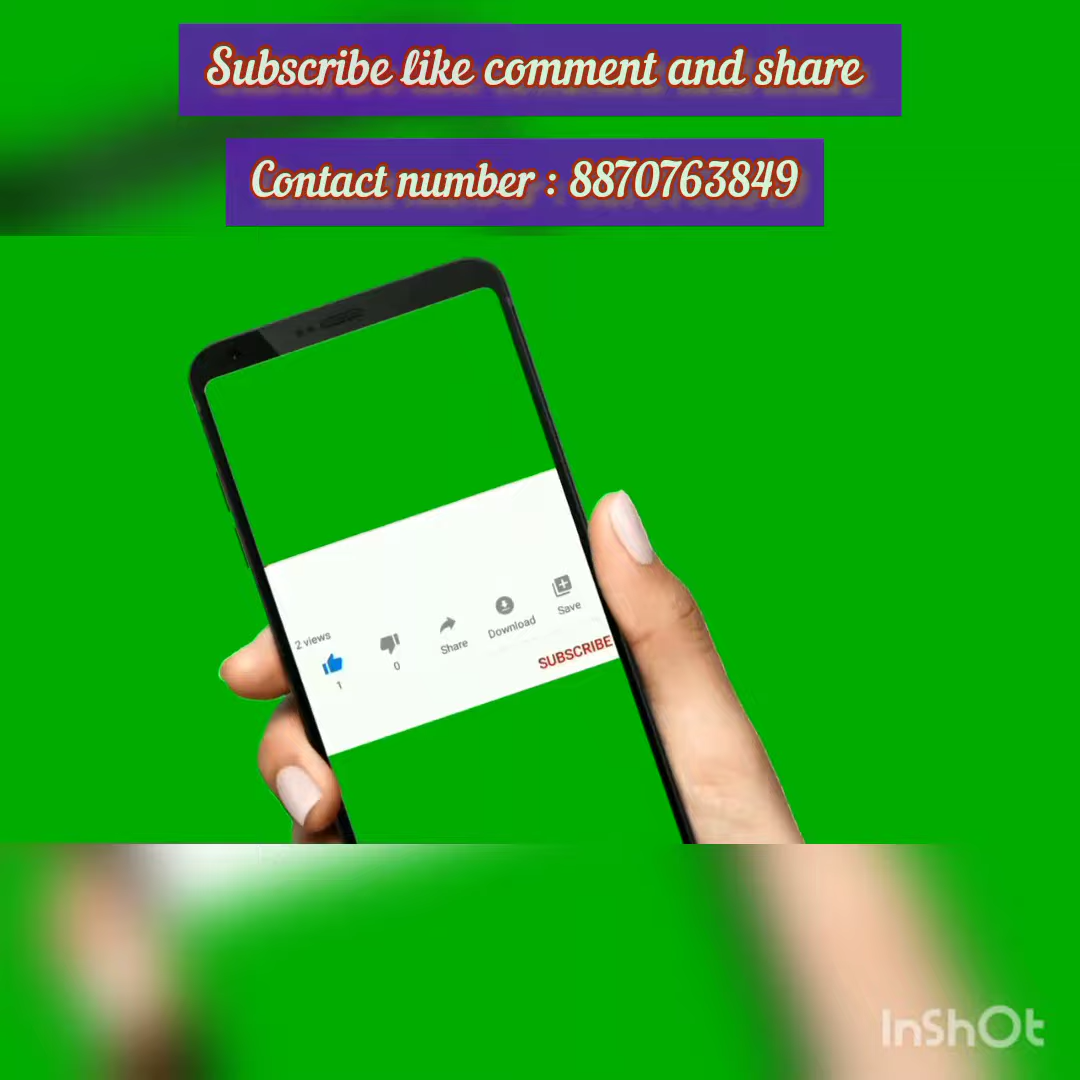 Subscribe like comment and share
Contact number : 8870763849
2 views
1
0
Share
Download
Save
SUBSCRIBE
InShOt